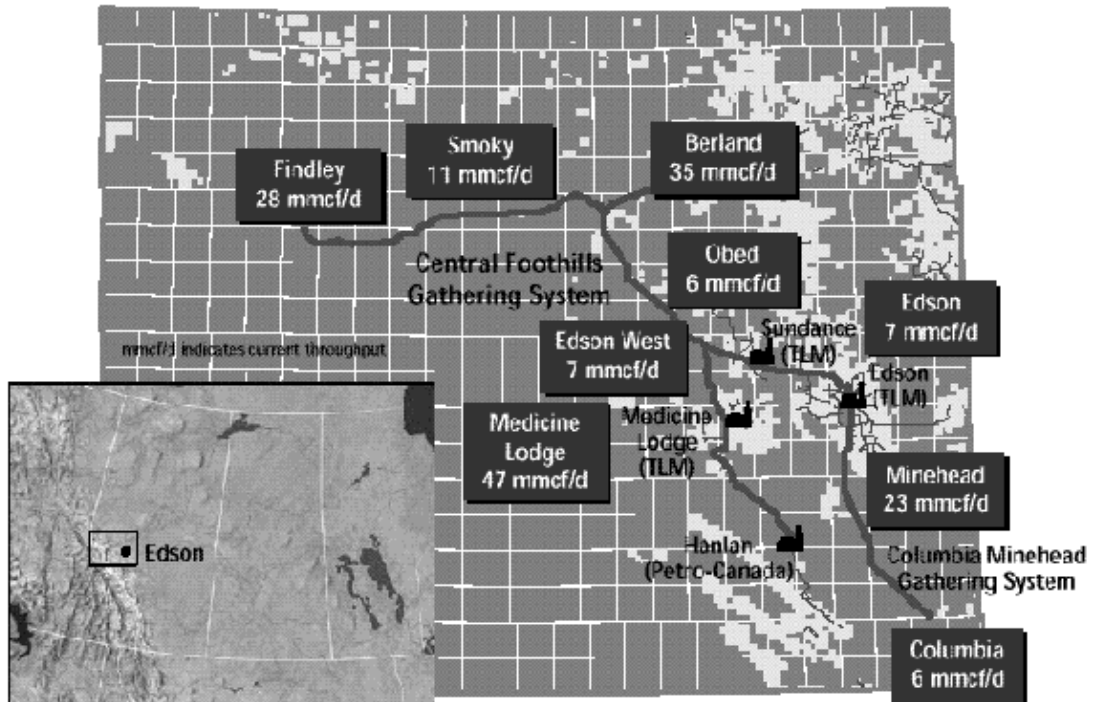 Smoky
11 mmcf/d
Berland
35 mmcf/d
Findley
28 mmcf/d
Central Foothills
Gathering System
Obed
6 mmcf/d
Edson
7 mmcf/d
mmcf/d indicates current throughput
Edson West
7 mmcf/d
Sundance
(TLM)
Edson
(TLM)
Medicine
Lodge
47 mmcf/d
Medicine
Lodge
(TLM)
Minehead
23 mmcf/d
Edson
Hanlan
(Petro-Canada)
Columbia Minehead
Gathering System
Columbia
6 mmcf/d